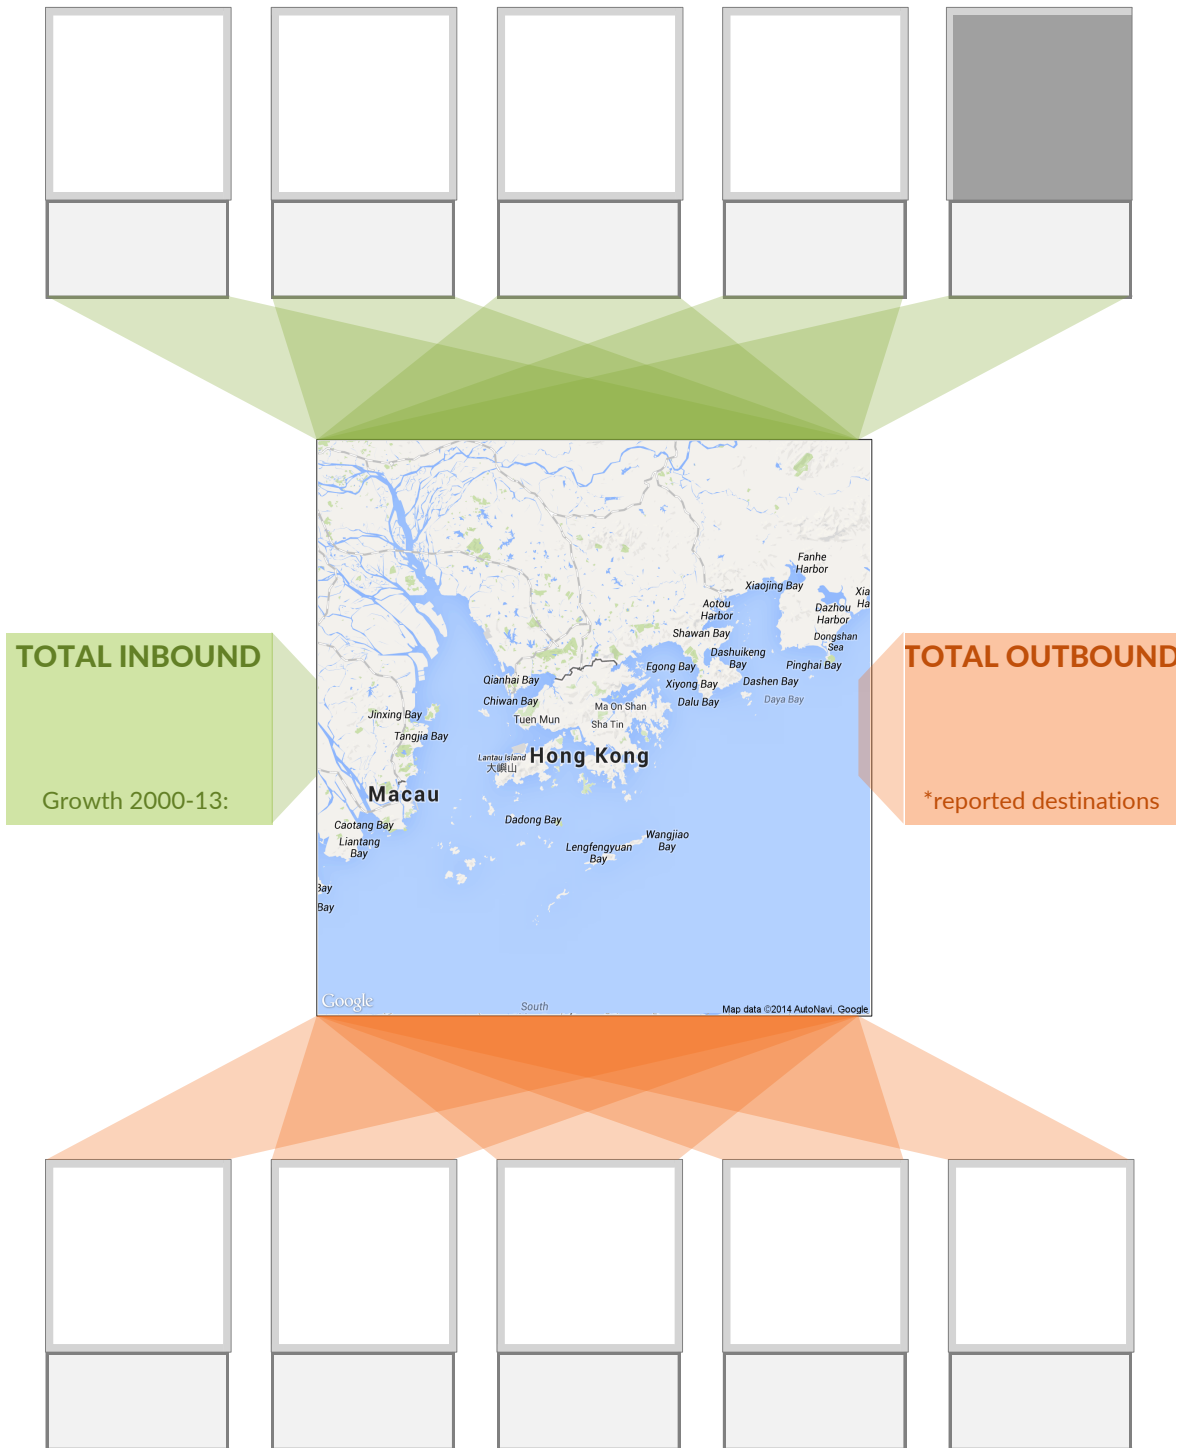 TOTAL INBOUND
Growth 2000-13:
TOTAL OUTBOUND
*reported destinations
Fanhe
Harbor
Xiaojing Bay
Xia
Ha
Aotou
Harbor
Dazhou
Harbor
Shawan Bay
Dongshan
Sea
Dashuikeng
Bay
Egong Bay
Pinghai Bay
Qianhai Bay
Xiyong Bay
Dashen Bay
Chiwan Bay
Dalu Bay
Daya Bay
Ma On Shan
Jinxing Bay
Tuen Mun
Sha Tin
Tangjia Bay
Lantau Island
大嶼山
Hong Kong
Macau
Caotang Bay
Dadong Bay
Liantang
Bay
Wangjiao
Bay
Lengfengyuan
Bay
Bay
Bay
Google
South
Map data ©2014 AutoNavi, Google